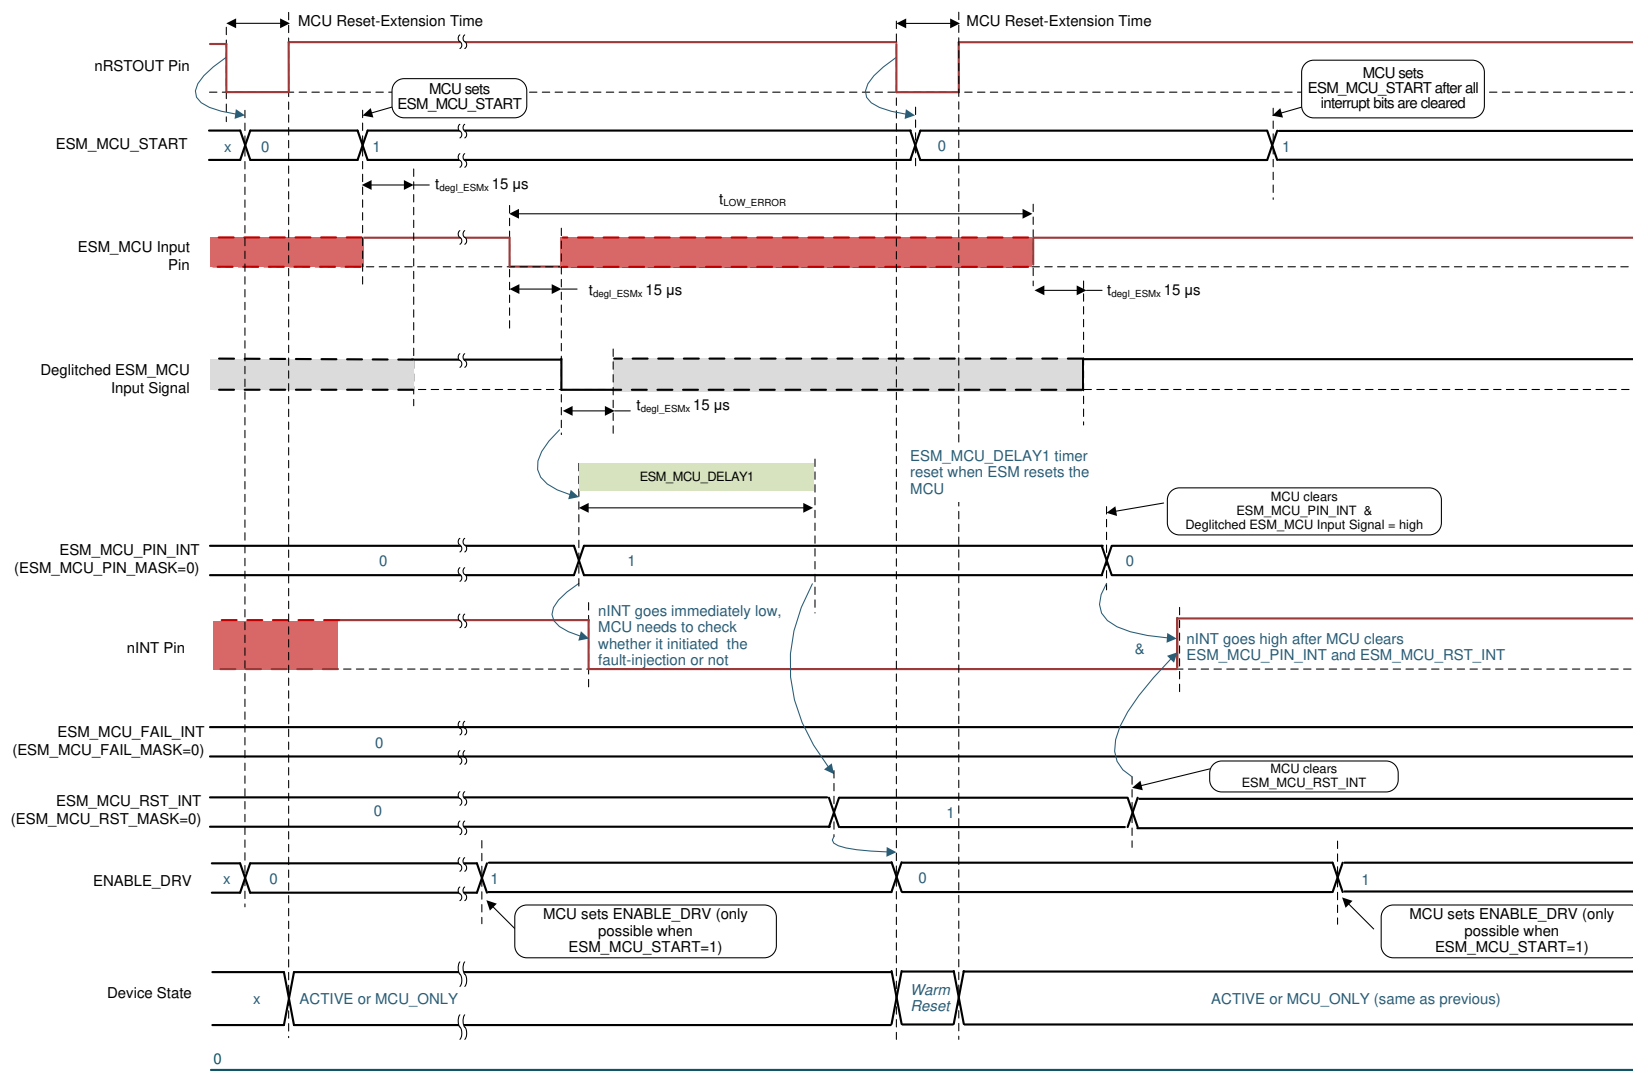 MCU Reset-Extension Time
MCU Reset-Extension Time
nRSTOUT Pin
MCU sets
ESM_MCU_START
MCU sets
ESM_MCU_START after all
interrupt bits are cleared
ESM_MCU_START
x
0
1
0
1
tdegl_ESMx 15 µs
tLOW_ERROR
ESM_MCU Input
Pin
tdegl_ESMx 15 µs
tdegl_ESMx 15 µs
Deglitched ESM_MCU
Input Signal
tdegl_ESMx 15 µs
ESM_MCU_DELAY1
ESM_MCU_DELAY1 timer
reset when ESM resets the
MCU
MCU clears
ESM_MCU_PIN_INT &
Deglitched ESM_MCU Input Signal = high
ESM_MCU_PIN_INT
(ESM_MCU_PIN_MASK=0)
0
1
0
nINT Pin
nINT goes immediately low,
MCU needs to check
whether it initiated the
fault-injection or not
&
nINT goes high after MCU clears
ESM_MCU_PIN_INT and ESM_MCU_RST_INT
ESM_MCU_FAIL_INT
(ESM_MCU_FAIL_MASK=0)
0
MCU clears
ESM_MCU_RST_INT
ESM_MCU_RST_INT
(ESM_MCU_RST_MASK=0)
0
1
ENABLE_DRV
x
0
1
0
1
MCU sets ENABLE_DRV (only
possible when
ESM_MCU_START=1)
MCU sets ENABLE_DRV (only
possible when
ESM_MCU_START=1)
Device State
x
ACTIVE or MCU_ONLY
Warm
Reset
ACTIVE or MCU_ONLY (same as previous)
0